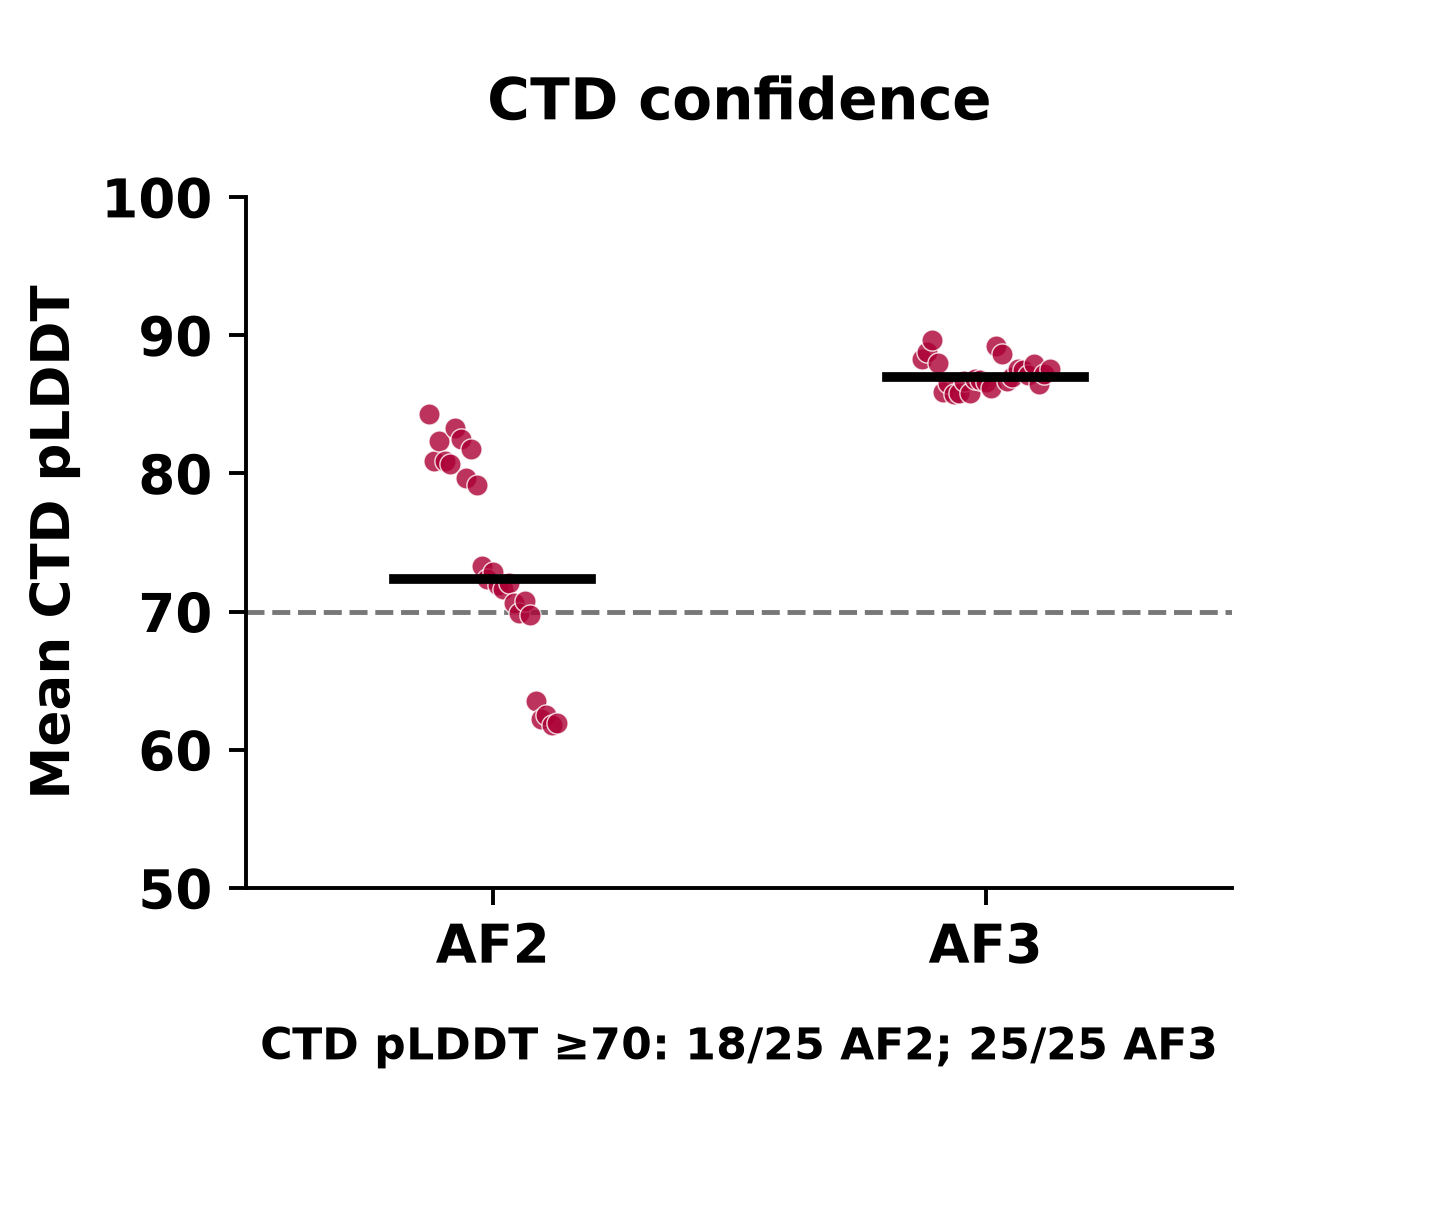 CTD confidence
100
90
80
70
60
50
Mean CTD pLDDT
AF2
AF3
CTD pLDDT ≥70: 18/25 AF2; 25/25 AF3